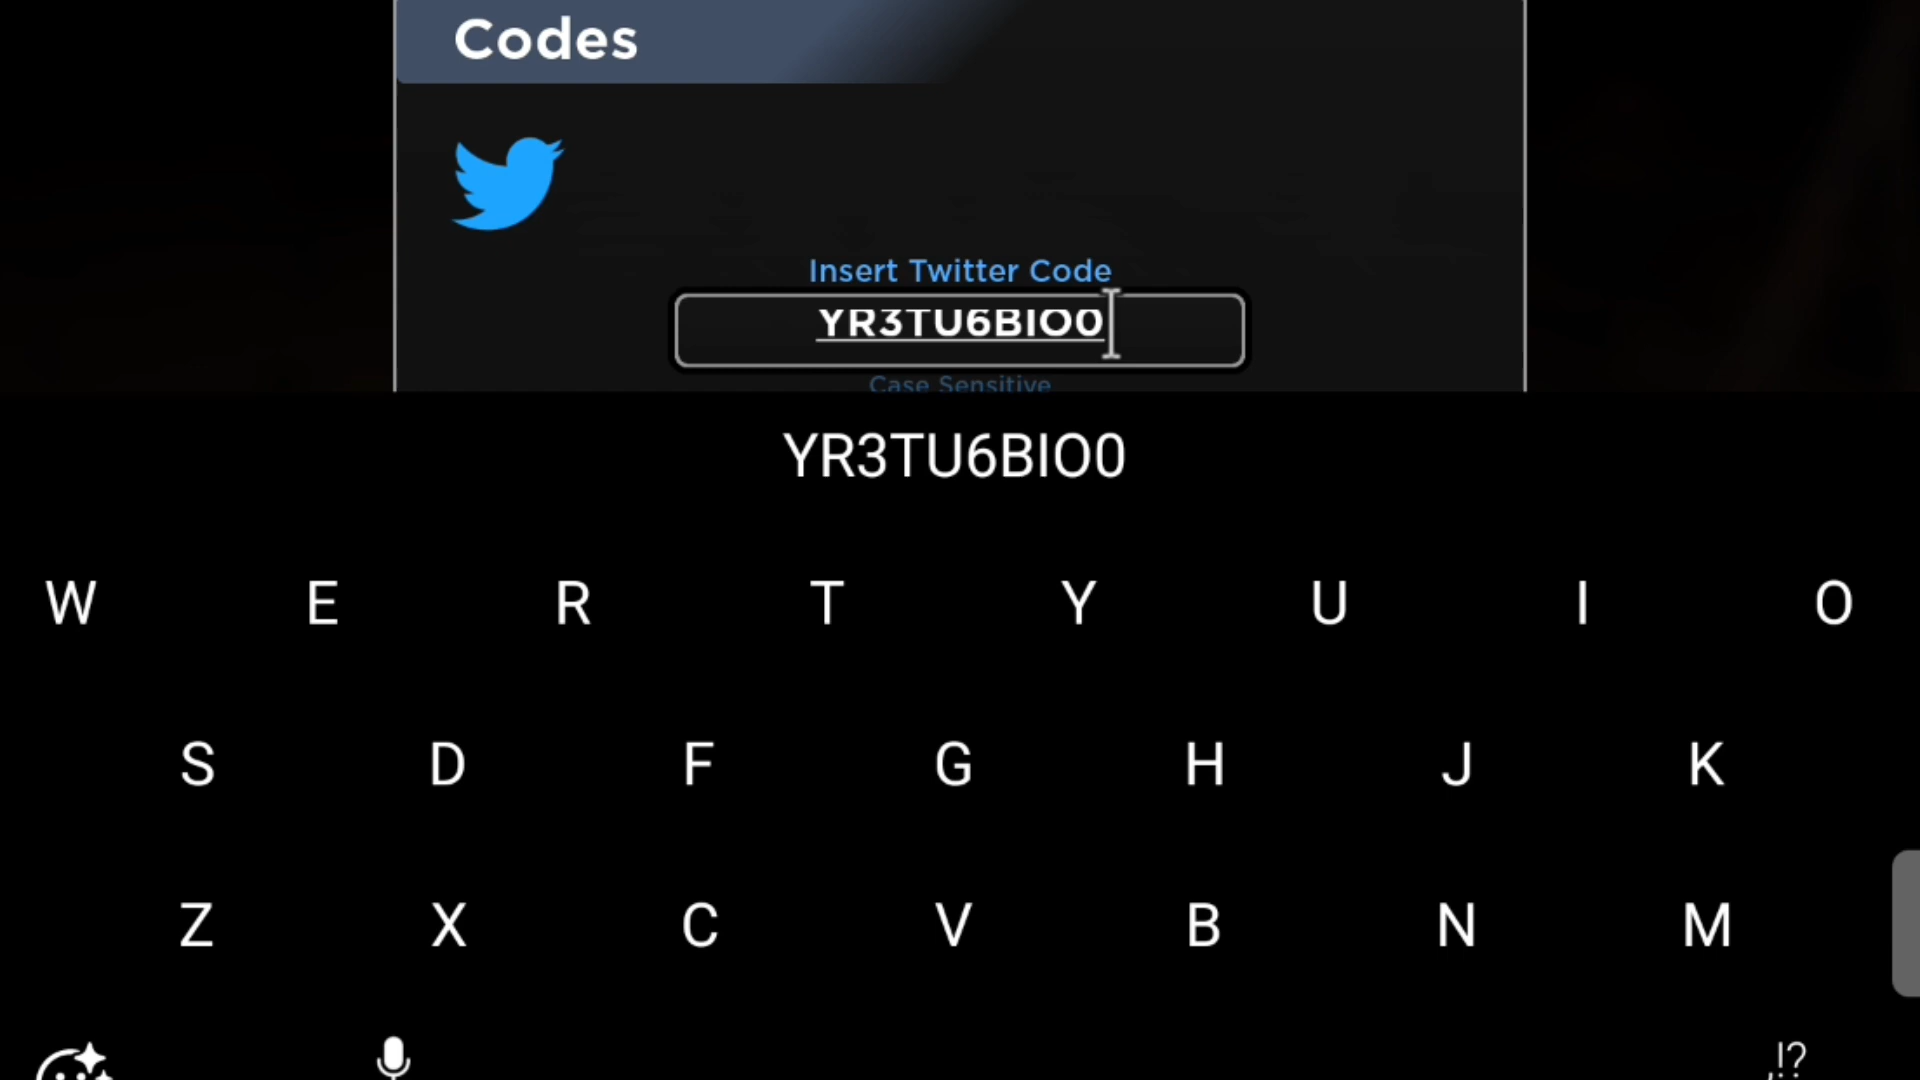 Codes
Insert Twitter Code
YR3TU6BIO0
Case Sensitive
YR3TU6BIO0
W E R T Y U I O
S D F G H J K
Z X C V B N M
,!?